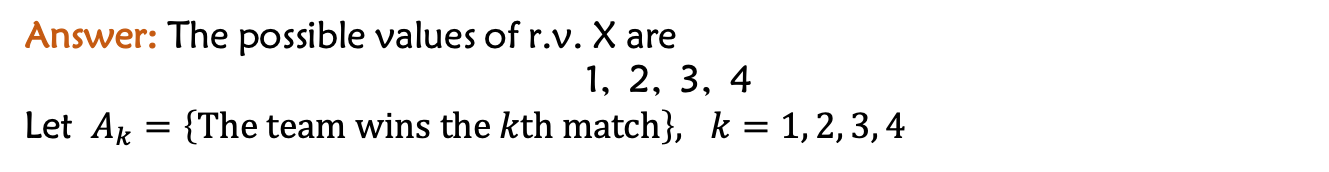 Answer: The possible values of r.v. X are
1, 2, 3, 4
Let Aₖ = {The team wins the kth match}, k = 1, 2, 3, 4